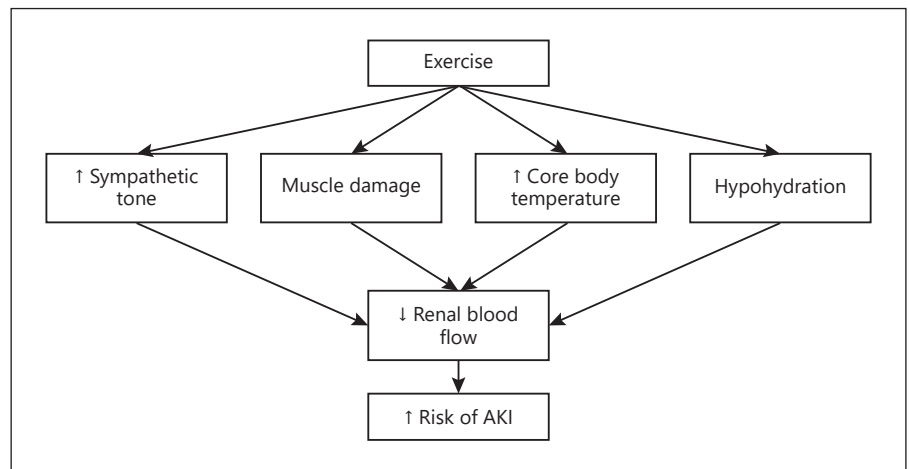 Exercise
↑ Sympathetic
tone
Muscle damage
↑ Core body
temperature
Hypohydration
↓ Renal blood
flow
↑ Risk of AKI